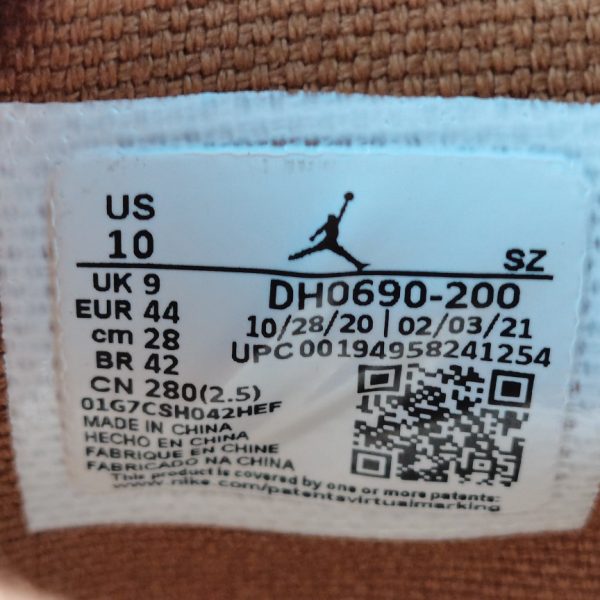 US
10
SZ
UK 9
EUR 44
cm 28
BR 42
CN 280(2.5)
DH0690-200
10/28/20 | 02/03/21
UPC 00194958241254
01G7CSH042HEF
MADE IN CHINA
HECHO EN CHINA
FABRIQUE EN CHINE
FABRICADO NA CHINA
This product is covered by one or more patents:
www.nike.com/patentsvirtualmarking